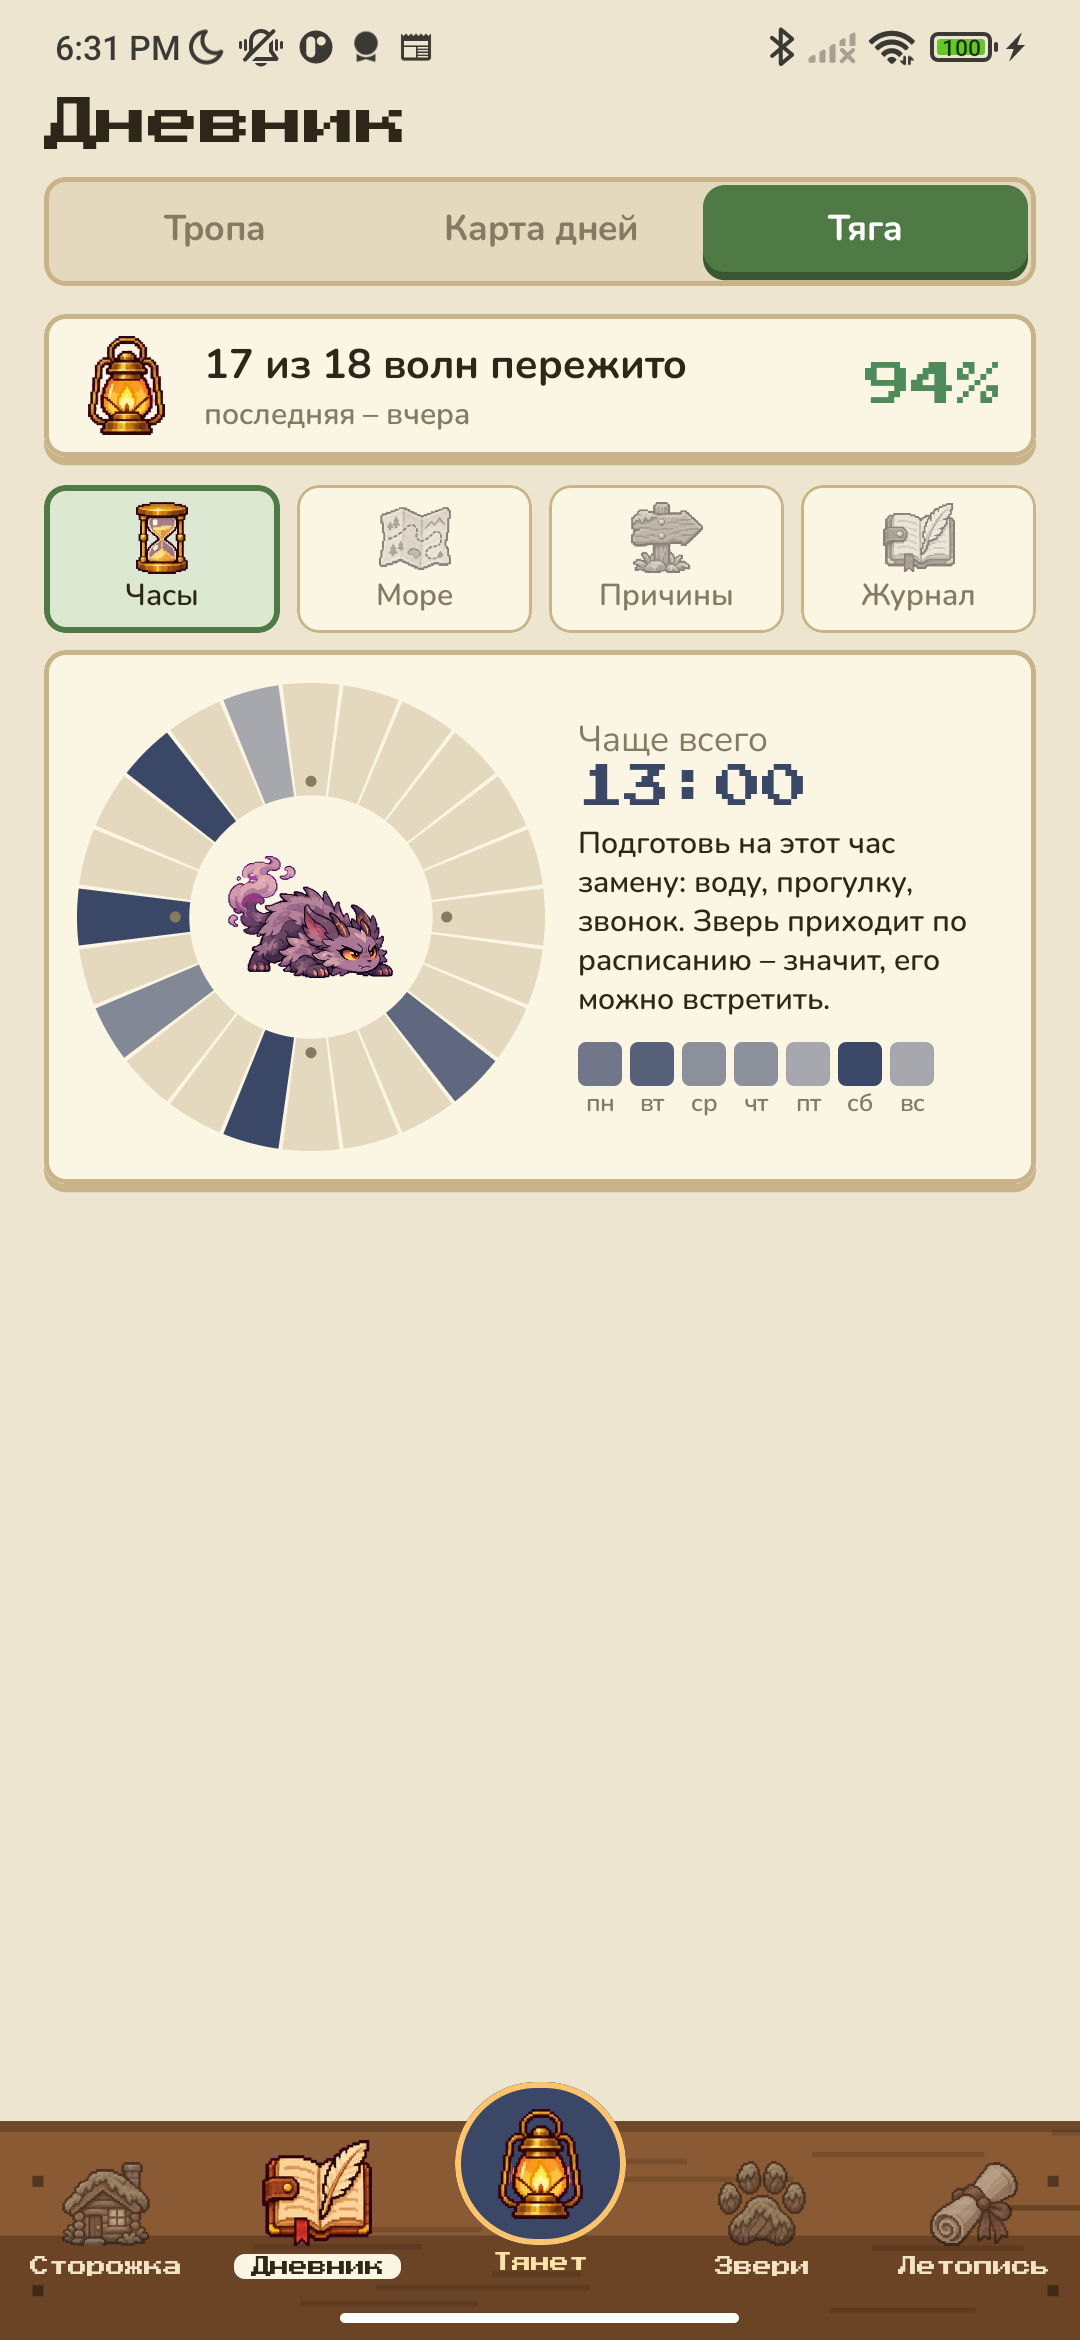 6:31 PM
100
Дневник
Тропа
Карта дней
Тяга
17 из 18 волн пережито
последняя – вчера
94%
Часы
Море
Причины
Журнал
Чаще всего
13:00
Подготовь на этот час
замену: воду, прогулку,
звонок. Зверь приходит по
расписанию – значит, его
можно встретить.
пн вт ср чт пт сб вс
Сторожка
Дневник
Тянет
Звери
Летопись